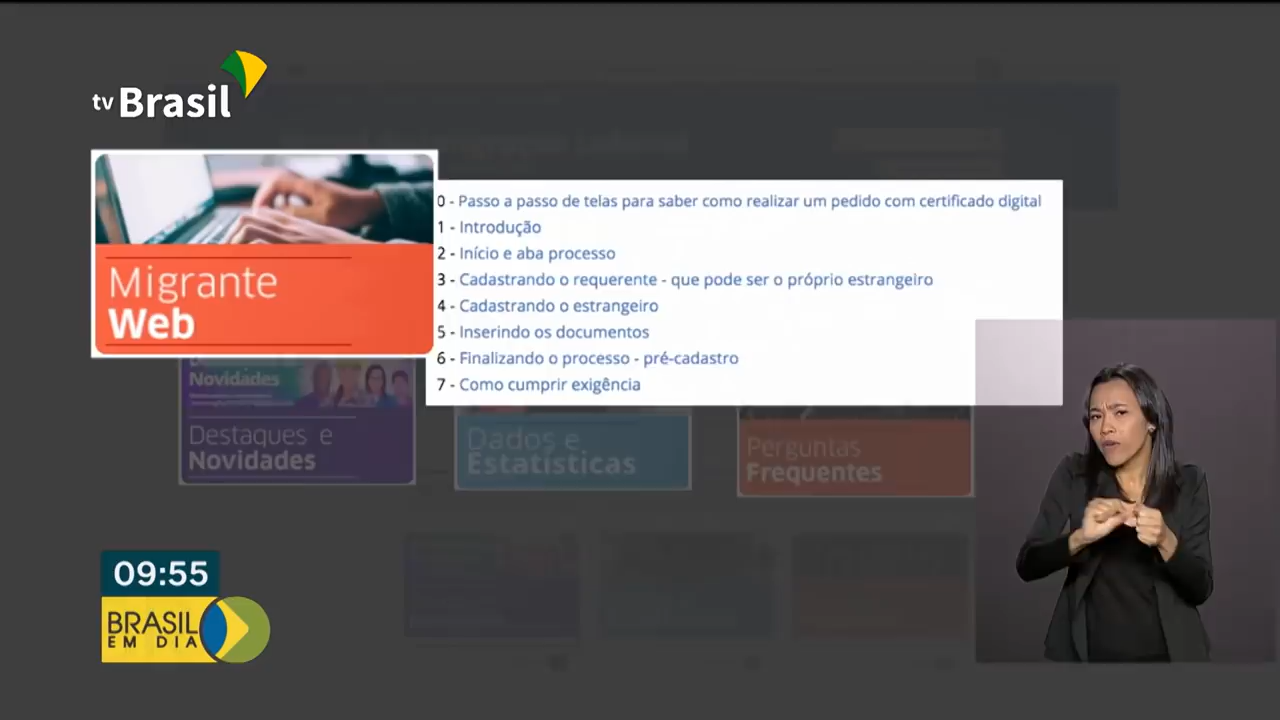 tv Brasil
Migrante
Web
0 - Passo a passo de telas para saber como realizar um pedido com certificado digital
1 - Introdução
2 - Início e aba processo
3 - Cadastrando o requerente - que pode ser o próprio estrangeiro
4 - Cadastrando o estrangeiro
5 - Inserindo os documentos
6 - Finalizando o processo - pré-cadastro
7 - Como cumprir exigência
Novidades
Destaques e
Novidades
Dados e
Estatísticas
Perguntas
Frequentes
09:55
BRASIL
EM DIA